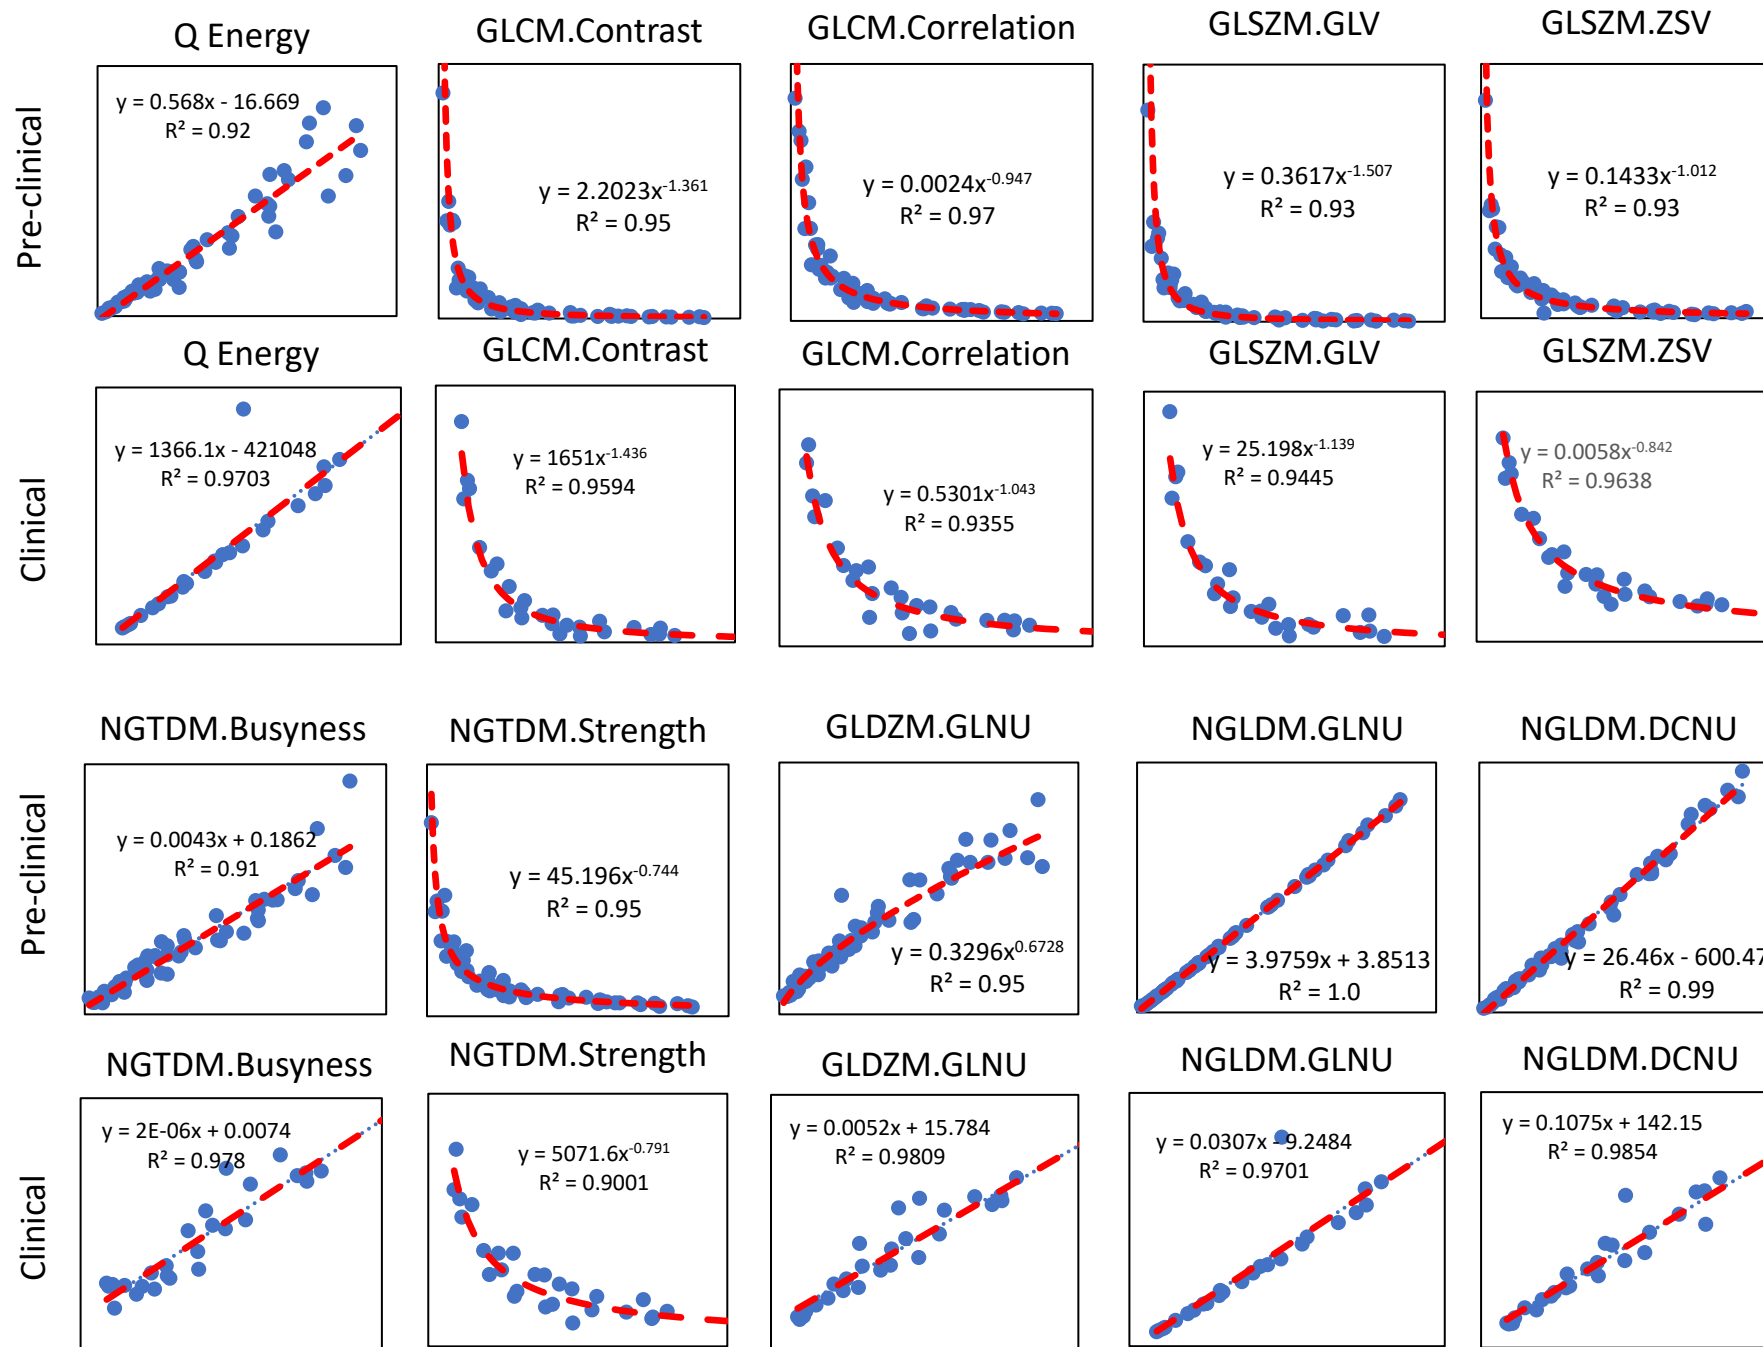 Q Energy
GLCM.Contrast
GLCM.Correlation
GLSZM.GLV
GLSZM.ZSV
Pre-clinical
y = 0.568x - 16.669
R² = 0.92
y = 2.2023x⁻¹·³⁶¹
R² = 0.95
y = 0.0024x⁻⁰·⁹⁴⁷
R² = 0.97
y = 0.3617x⁻¹·⁵⁰⁷
R² = 0.93
y = 0.1433x⁻¹·⁰¹²
R² = 0.93
Q Energy
GLCM.Contrast
GLCM.Correlation
GLSZM.GLV
GLSZM.ZSV
Clinical
y = 1366.1x - 421048
R² = 0.9703
y = 1651x⁻¹·⁴³⁶
R² = 0.9594
y = 0.5301x⁻¹·⁰⁴³
R² = 0.9355
y = 25.198x⁻¹·¹³⁹
R² = 0.9445
y = 0.0058x⁻⁰·⁸⁴²
R² = 0.9638
NGTDM.Busyness
NGTDM.Strength
GLDZM.GLNU
NGLDM.GLNU
NGLDM.DCNU
Pre-clinical
y = 0.0043x + 0.1862
R² = 0.91
y = 45.196x⁻⁰·⁷⁴⁴
R² = 0.95
y = 0.3296x⁰·⁶⁷²⁸
R² = 0.95
y = 3.9759x + 3.8513
R² = 1.0
y = 26.46x - 600.47
R² = 0.99
NGTDM.Busyness
NGTDM.Strength
GLDZM.GLNU
NGLDM.GLNU
NGLDM.DCNU
Clinical
y = 2E-06x + 0.0074
R² = 0.978
y = 5071.6x⁻⁰·⁷⁹¹
R² = 0.9001
y = 0.0052x + 15.784
R² = 0.9809
y = 0.0307x - 9.2484
R² = 0.9701
y = 0.1075x + 142.15
R² = 0.9854